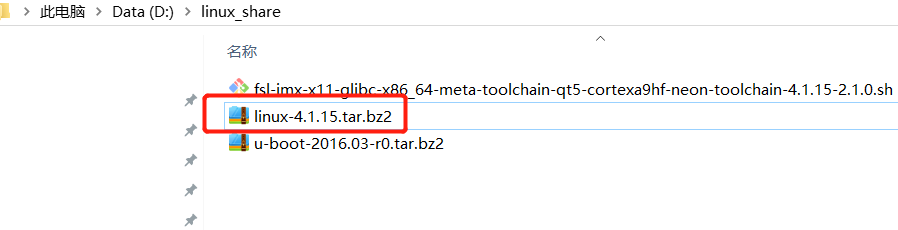 此电脑 > Data (D:) > linux_share
名称
fsl-imx-x11-glibc-x86_64-meta-toolchain-qt5-cortexa9hf-neon-toolchain-4.1.15-2.1.0.sh
linux-4.1.15.tar.bz2
u-boot-2016.03-r0.tar.bz2